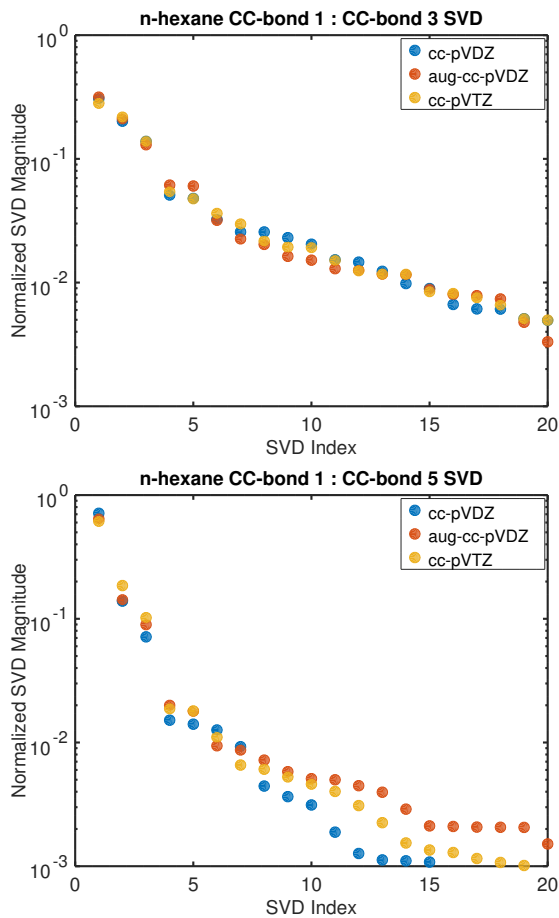 n-hexane CC-bond 1 : CC-bond 3 SVD
10^0
10^-1
10^-2
10^-3
Normalized SVD Magnitude
cc-pVDZ
aug-cc-pVDZ
cc-pVTZ
0 5 10 15 20
SVD Index
n-hexane CC-bond 1 : CC-bond 5 SVD
10^0
10^-1
10^-2
10^-3
Normalized SVD Magnitude
cc-pVDZ
aug-cc-pVDZ
cc-pVTZ
0 5 10 15 20
SVD Index